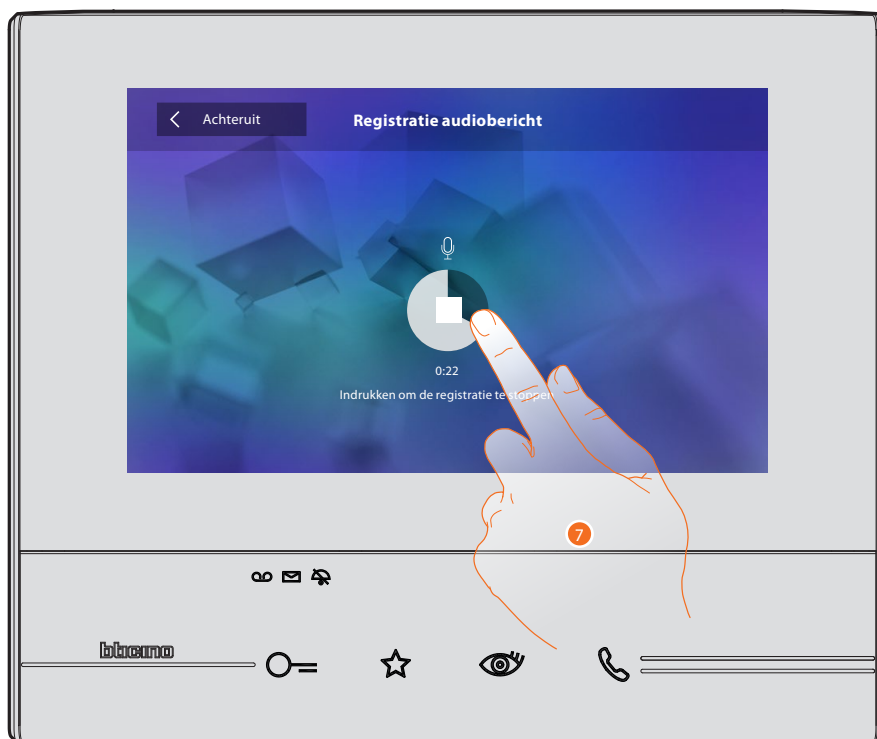 Achteruit
Registratie audiobericht
0:22
Indrukken om de registratie te stoppen
7
bticino